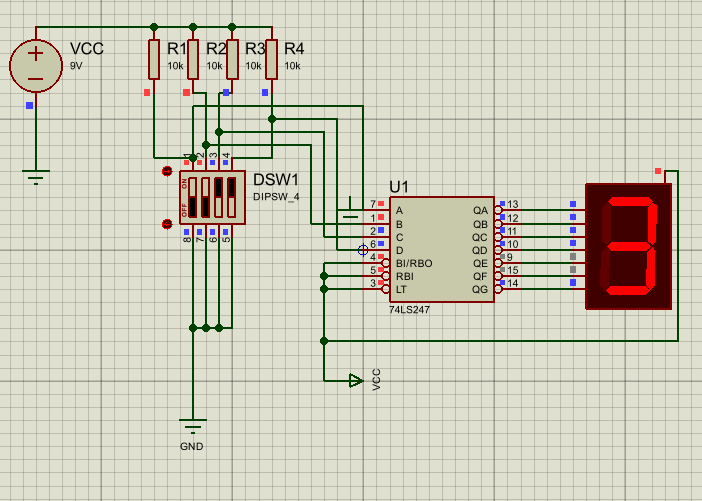 VCC
9V
R1
10k
R2
10k
R3
10k
R4
10k
1
2
3
4
ON
OFF
8
7
6
5
DSW1
DIPSW_4
GND
U1
7
1
2
6
4
5
3
A
B
C
D
BI/RBO
RBI
LT
QA
QB
QC
QD
QE
QF
QG
13
12
11
10
9
15
14
74LS247
VCC
3